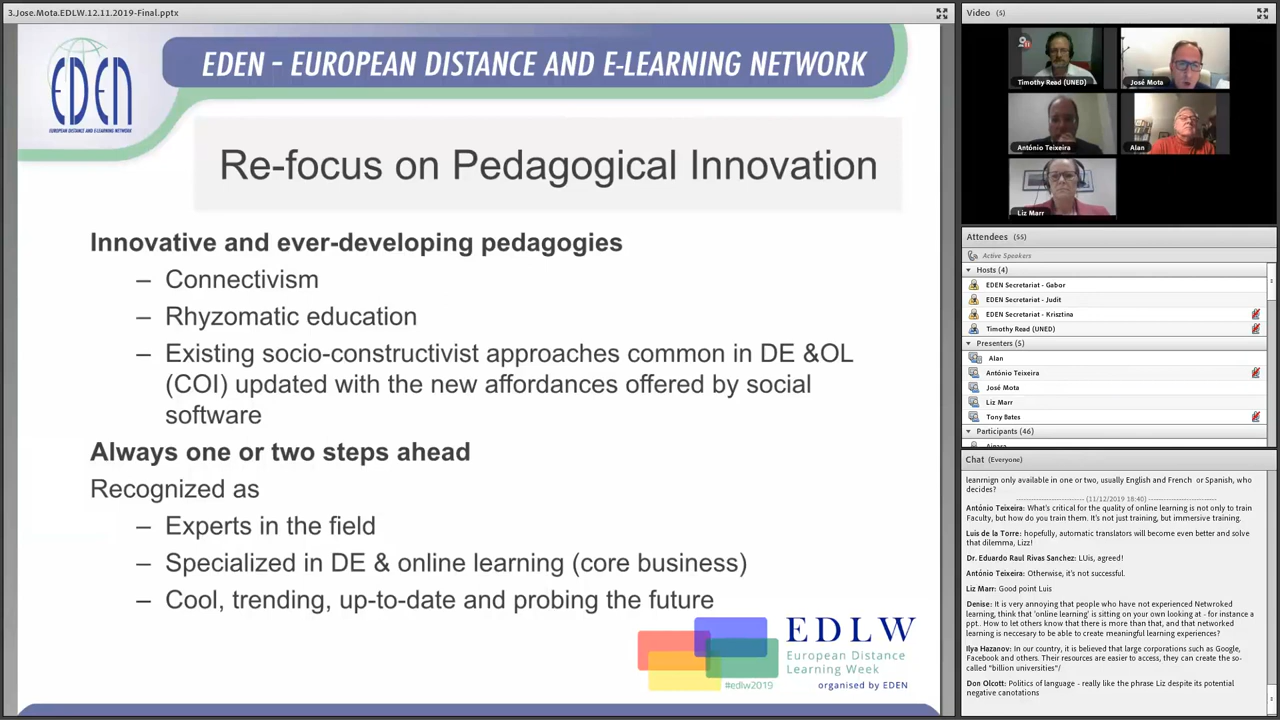 3.Jose.Mota.EDLW.12.11.2019-Final.pptx
EDEN
EUROPEAN DISTANCE AND E-LEARNING NETWORK
EDEN – EUROPEAN DISTANCE AND E-LEARNING NETWORK
Re-focus on Pedagogical Innovation
Innovative and ever-developing pedagogies
– Connectivism
– Rhyzomatic education
– Existing socio-constructivist approaches common in DE &OL
(COI) updated with the new affordances offered by social
software
Always one or two steps ahead
Recognized as
– Experts in the field
– Specialized in DE & online learning (core business)
– Cool, trending, up-to-date and probing the future
EDLW
European Distance
Learning Week
#edlw2019
organised by EDEN
Video (5)
Timothy Read (UNED)
José Mota
António Teixeira
Alan
Liz Marr
Attendees (55)
Active Speakers
Hosts (4)
EDEN Secretariat - Gabor
EDEN Secretariat - Judit
EDEN Secretariat - Krisztina
Timothy Read (UNED)
Presenters (5)
Alan
António Teixeira
José Mota
Liz Marr
Tony Bates
Participants (46)
Chat (Everyone)
learnnign only available in one or two, usually English and French or Spanish, who
decides?
(11/12/2019 18:40)
António Teixeira: What's critical for the quality of online learning is not only to train
Faculty, but how do you train them. It's not just training, but immersive training.
Luis de la Torre: hopefully, automatic translators will become even better and solve
that dilemma, Lizz!
Dr. Eduardo Raul Rivas Sanchez: LUis, agreed!
António Teixeira: Otherwise, it's not successful.
Liz Marr: Good point Luis
Denise: It is very annoying that people who have not experienced Netwroked
learning, think that 'online learning' is sitting on your own looking at - for instance a
ppt.. How to let others know that there is more than that, and that networked
learning is neccesary to be able to create meaningful learning experiences?
Ilya Hazanov: In our country, it is believed that large corporations such as Google,
Facebook and others. Their resources are easier to access, they can create the so-
called "billion universities"/
Don Olcott: Politics of language - really like the phrase Liz despite its potential
negative canotations